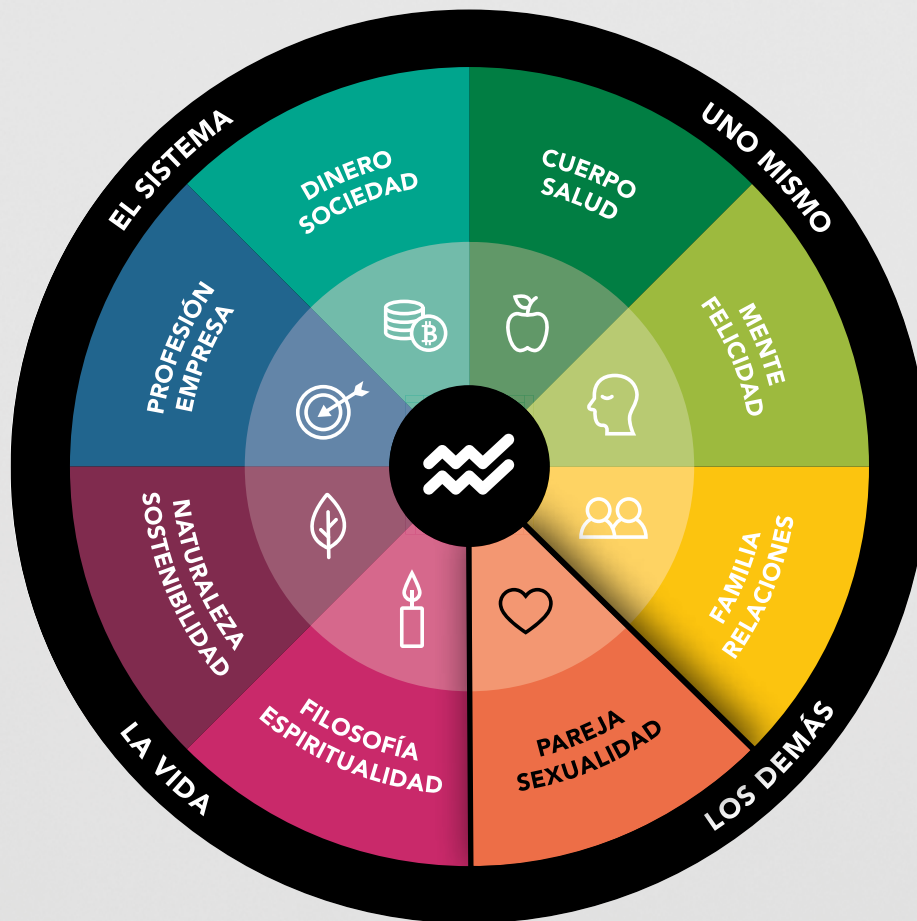 EL SISTEMA
UNO MISMO
DINERO
SOCIEDAD
CUERPO
SALUD
PROFESIÓN
EMPRESA
MENTE
FELICIDAD
NATURALEZA
SOSTENIBILIDAD
FAMILIA
RELACIONES
FILOSOFÍA
ESPIRITUALIDAD
PAREJA
SEXUALIDAD
LA VIDA
LOS DEMÁS